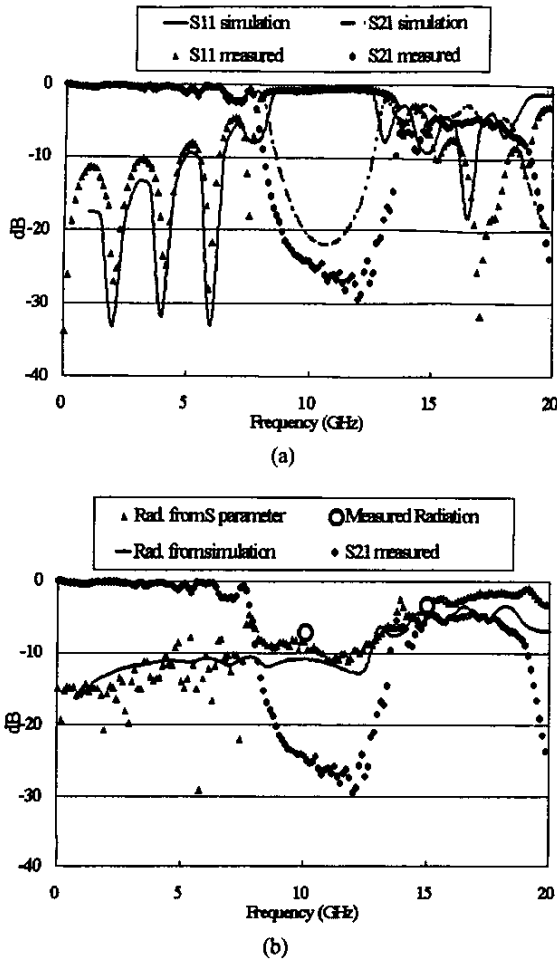 S11 simulation S21 simulation
S11 measured S21 measured
0
-10
-20
-30
-40
dB
0 5 10 15 20
Frequency (GHz)
(a)
Rad. fromS parameter Measured Radiation
Rad. fromsimulation S21 measured
0
-10
-20
-30
-40
dB
0 5 10 15 20
Frequency (GHz)
(b)